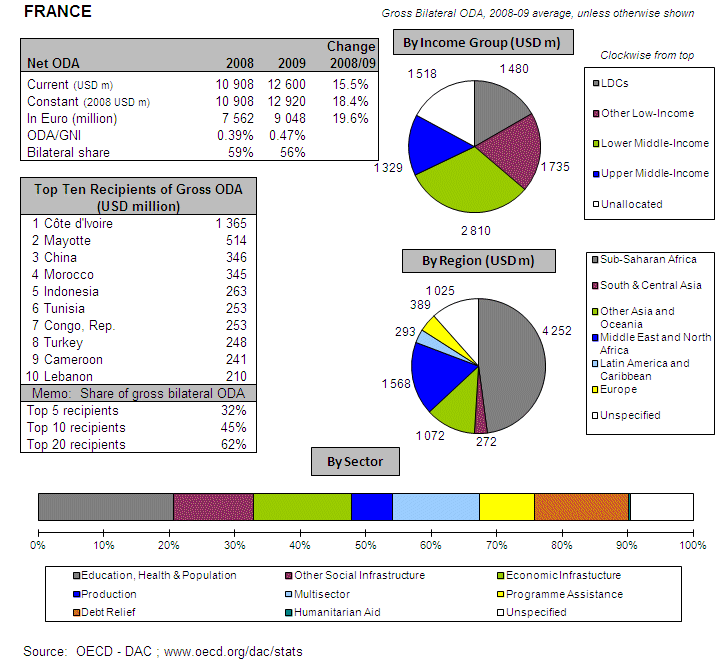 FRANCE
Gross Bilateral ODA, 2008-09 average, unless otherwise shown
Net ODA 2008 2009 Change 2008/09
Current (USD m) 10 908 12 600 15.5%
Constant (2008 USD m) 10 908 12 920 18.4%
In Euro (million) 7 562 9 048 19.6%
ODA/GNI 0.39% 0.47%
Bilateral share 59% 56%
By Income Group (USD m)
Clockwise from top
1 518
1 480
1 735
2 810
1 329
LDCs
Other Low-Income
Lower Middle-Income
Upper Middle-Income
Unallocated
Top Ten Recipients of Gross ODA
(USD million)
1 Côte d'Ivoire 1 365
2 Mayotte 514
3 China 346
4 Morocco 345
5 Indonesia 263
6 Tunisia 253
7 Congo, Rep. 253
8 Turkey 248
9 Cameroon 241
10 Lebanon 210
Memo: Share of gross bilateral ODA
Top 5 recipients 32%
Top 10 recipients 45%
Top 20 recipients 62%
By Region (USD m)
1 025
389
293
1 568
1 072
272
4 252
Sub-Saharan Africa
South & Central Asia
Other Asia and
Oceania
Middle East and North
Africa
Latin America and
Caribbean
Europe
Unspecified
By Sector
0% 10% 20% 30% 40% 50% 60% 70% 80% 90% 100%
Education, Health & Population Other Social Infrastructure Economic Infrastucture
Production Multisector Programme Assistance
Debt Relief Humanitarian Aid Unspecified
Source: OECD - DAC ; www.oecd.org/dac/stats